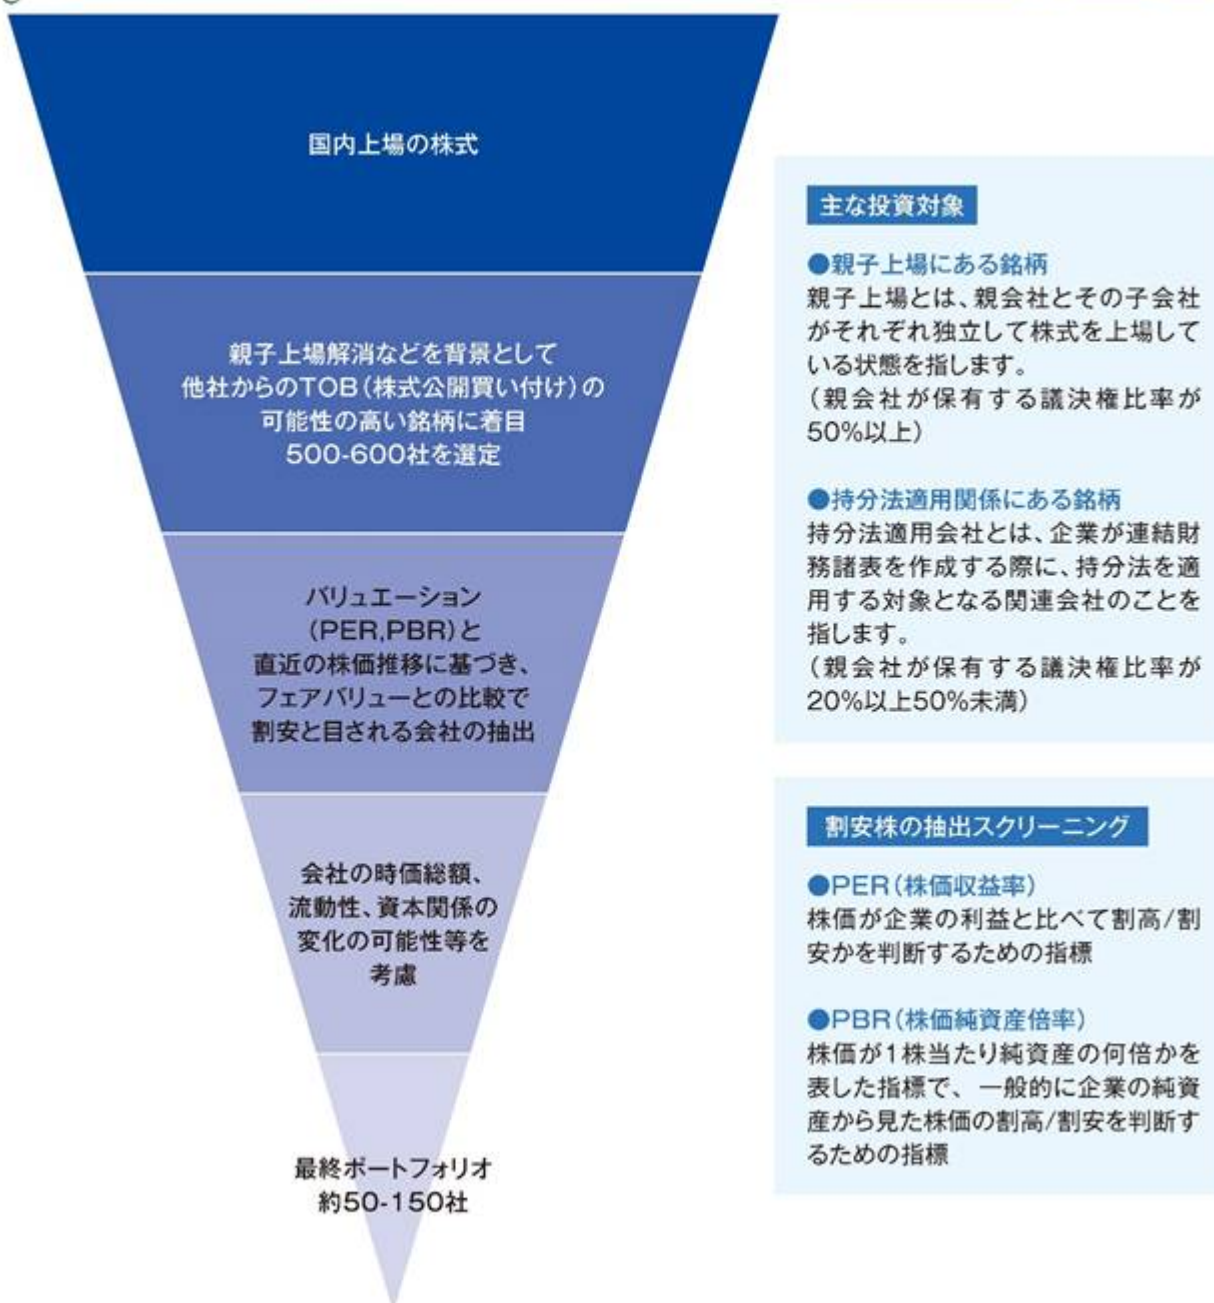 国内上場の株式
親子上場解消などを背景として
他社からのTOB（株式公開買い付け）の
可能性の高い銘柄に着目
500-600社を選定
バリュエーション
（PER,PBR）と
直近の株価推移に基づき、
フェアバリューとの比較で
割安と目される会社の抽出
会社の時価総額、
流動性、資本関係の
変化の可能性等を
考慮
最終ポートフォリオ
約50-150社
主な投資対象
●親子上場にある銘柄
親子上場とは、親会社とその子会社
がそれぞれ独立して株式を上場して
いる状態を指します。
（親会社が保有する議決権比率が
50%以上）
●持分法適用関係にある銘柄
持分法適用会社とは、企業が連結財
務諸表を作成する際に、持分法を適
用する対象となる関連会社のことを
指します。
（親会社が保有する議決権比率が
20%以上50%未満）
割安株の抽出スクリーニング
●PER（株価収益率）
株価が企業の利益と比べて割高/割
安かを判断するための指標
●PBR（株価純資産倍率）
株価が1株当たり純資産の何倍かを
表した指標で、一般的に企業の純資
産から見た株価の割高/割安を判断す
るための指標